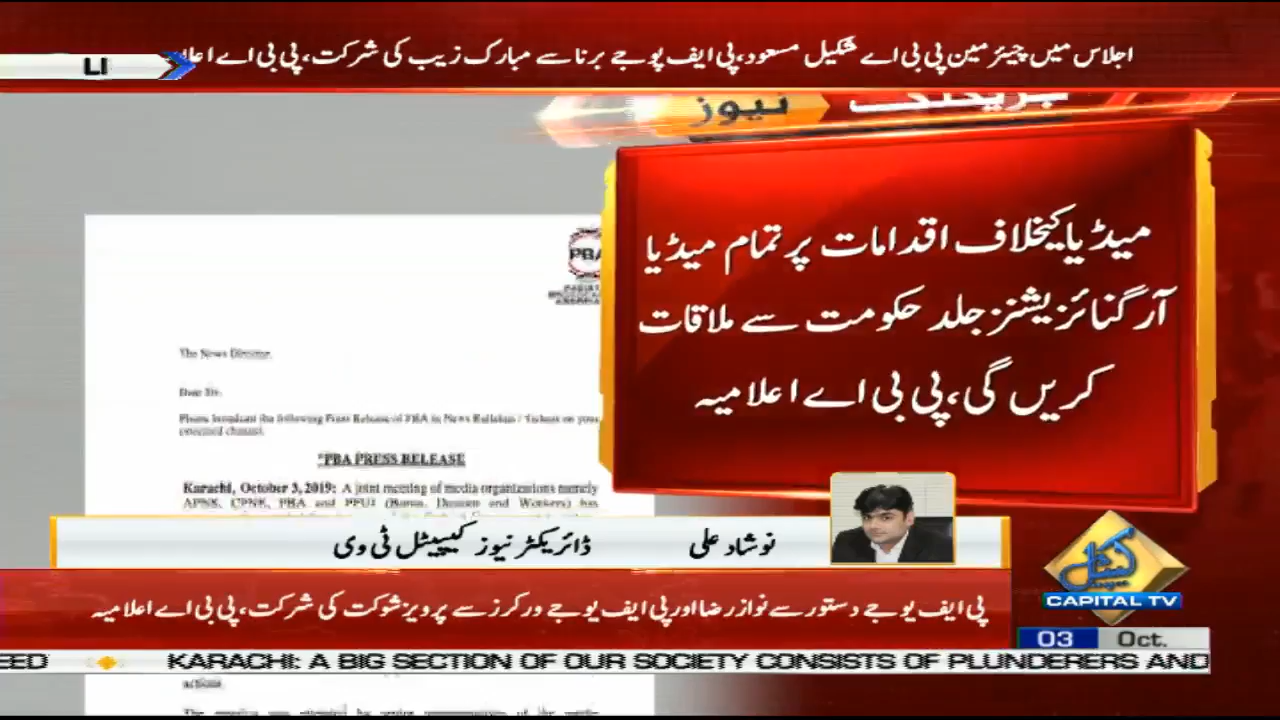 اجلاس میں چیئرمین پی بی اے شکیل مسعود، پی ایف یوجے برنا سے مبارک زیب کی شرکت، پی بی اے
LI
بریکنگ نیوز
میڈیا کیخلاف اقدامات پر تمام میڈیا
آرگنائزیشنز جلد حکومت سے ملاقات
کریں گی، پی بی اے اعلامیہ
PBA
The News Director,
Dear Sir,
Please broadcast the following Press Release of PBA in News Bulletins / Tickers on your
esteemed channel.
"PBA PRESS RELEASE
Karachi, October 3, 2019: A joint meeting of media organizations namely
APNS, CPNE, PBA and PFUJ (Barna, Dastoor and Workers) has
نوشاد علی ڈائریکٹر نیوز کیپیٹل ٹی وی
کیپٹل
CAPITAL TV
پی ایف یو جے دستور سے نواز رضا اور پی ایف یو جے ورکرز سے پرویز شوکت کی شرکت، پی بی اے اعلامیہ
03 Oct.
EED KARACHI: A BIG SECTION OF OUR SOCIETY CONSISTS OF PLUNDERERS AND
actions.